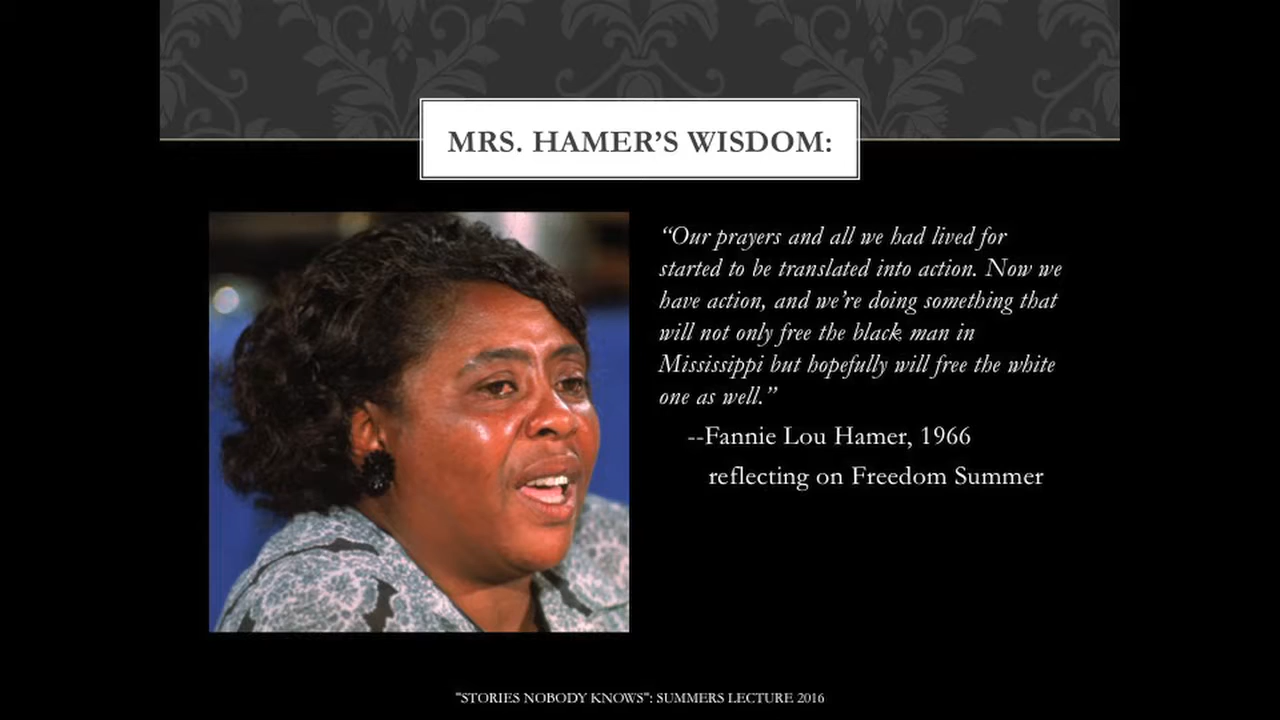 MRS. HAMER’S WISDOM:
“Our prayers and all we had lived for
started to be translated into action. Now we
have action, and we’re doing something that
will not only free the black man in
Mississippi but hopefully will free the white
one as well.”
--Fannie Lou Hamer, 1966
reflecting on Freedom Summer
"STORIES NOBODY KNOWS": SUMMERS LECTURE 2016